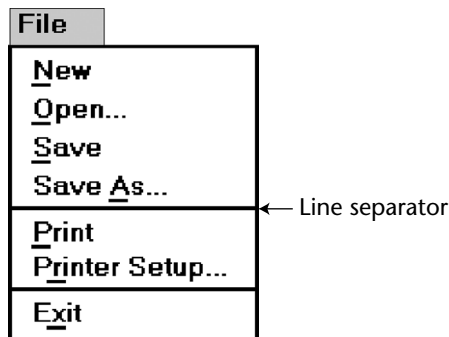 File
New
Open...
Save
Save As...
Line separator
Print
Printer Setup...
Exit